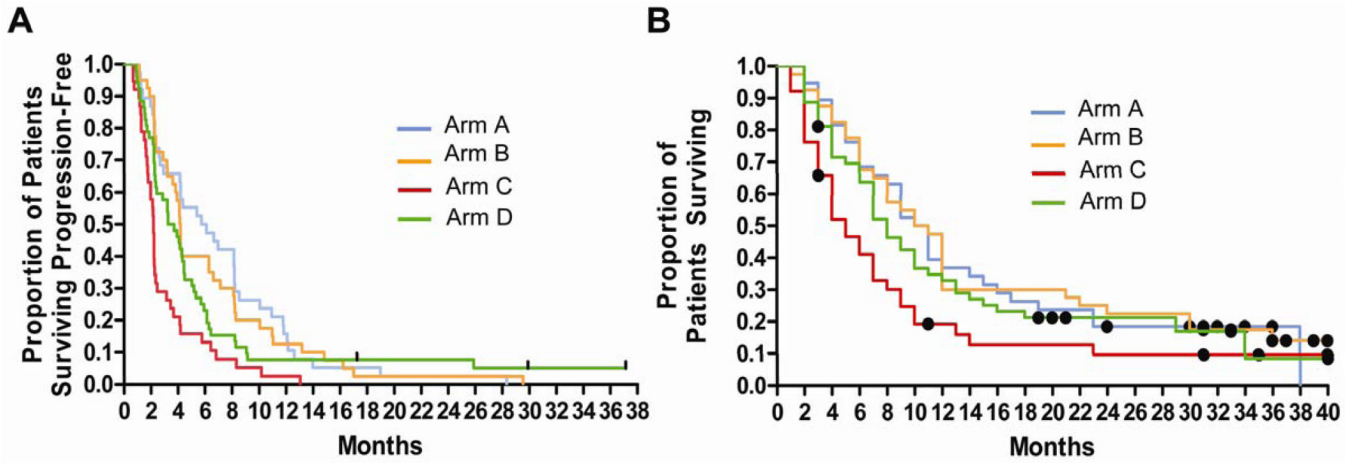 A
Proportion of Patients
Surviving Progression-Free
1.0
0.9
0.8
0.7
0.6
0.5
0.4
0.3
0.2
0.1
0.0
Arm A
Arm B
Arm C
Arm D
0 2 4 6 8 10 12 14 16 18 20 22 24 26 28 30 32 34 36 38
Months
B
Proportion of
Patients Surviving
1.0
0.9
0.8
0.7
0.6
0.5
0.4
0.3
0.2
0.1
0.0
Arm A
Arm B
Arm C
Arm D
0 2 4 6 8 10 12 14 16 18 20 22 24 26 28 30 32 34 36 38 40
Months